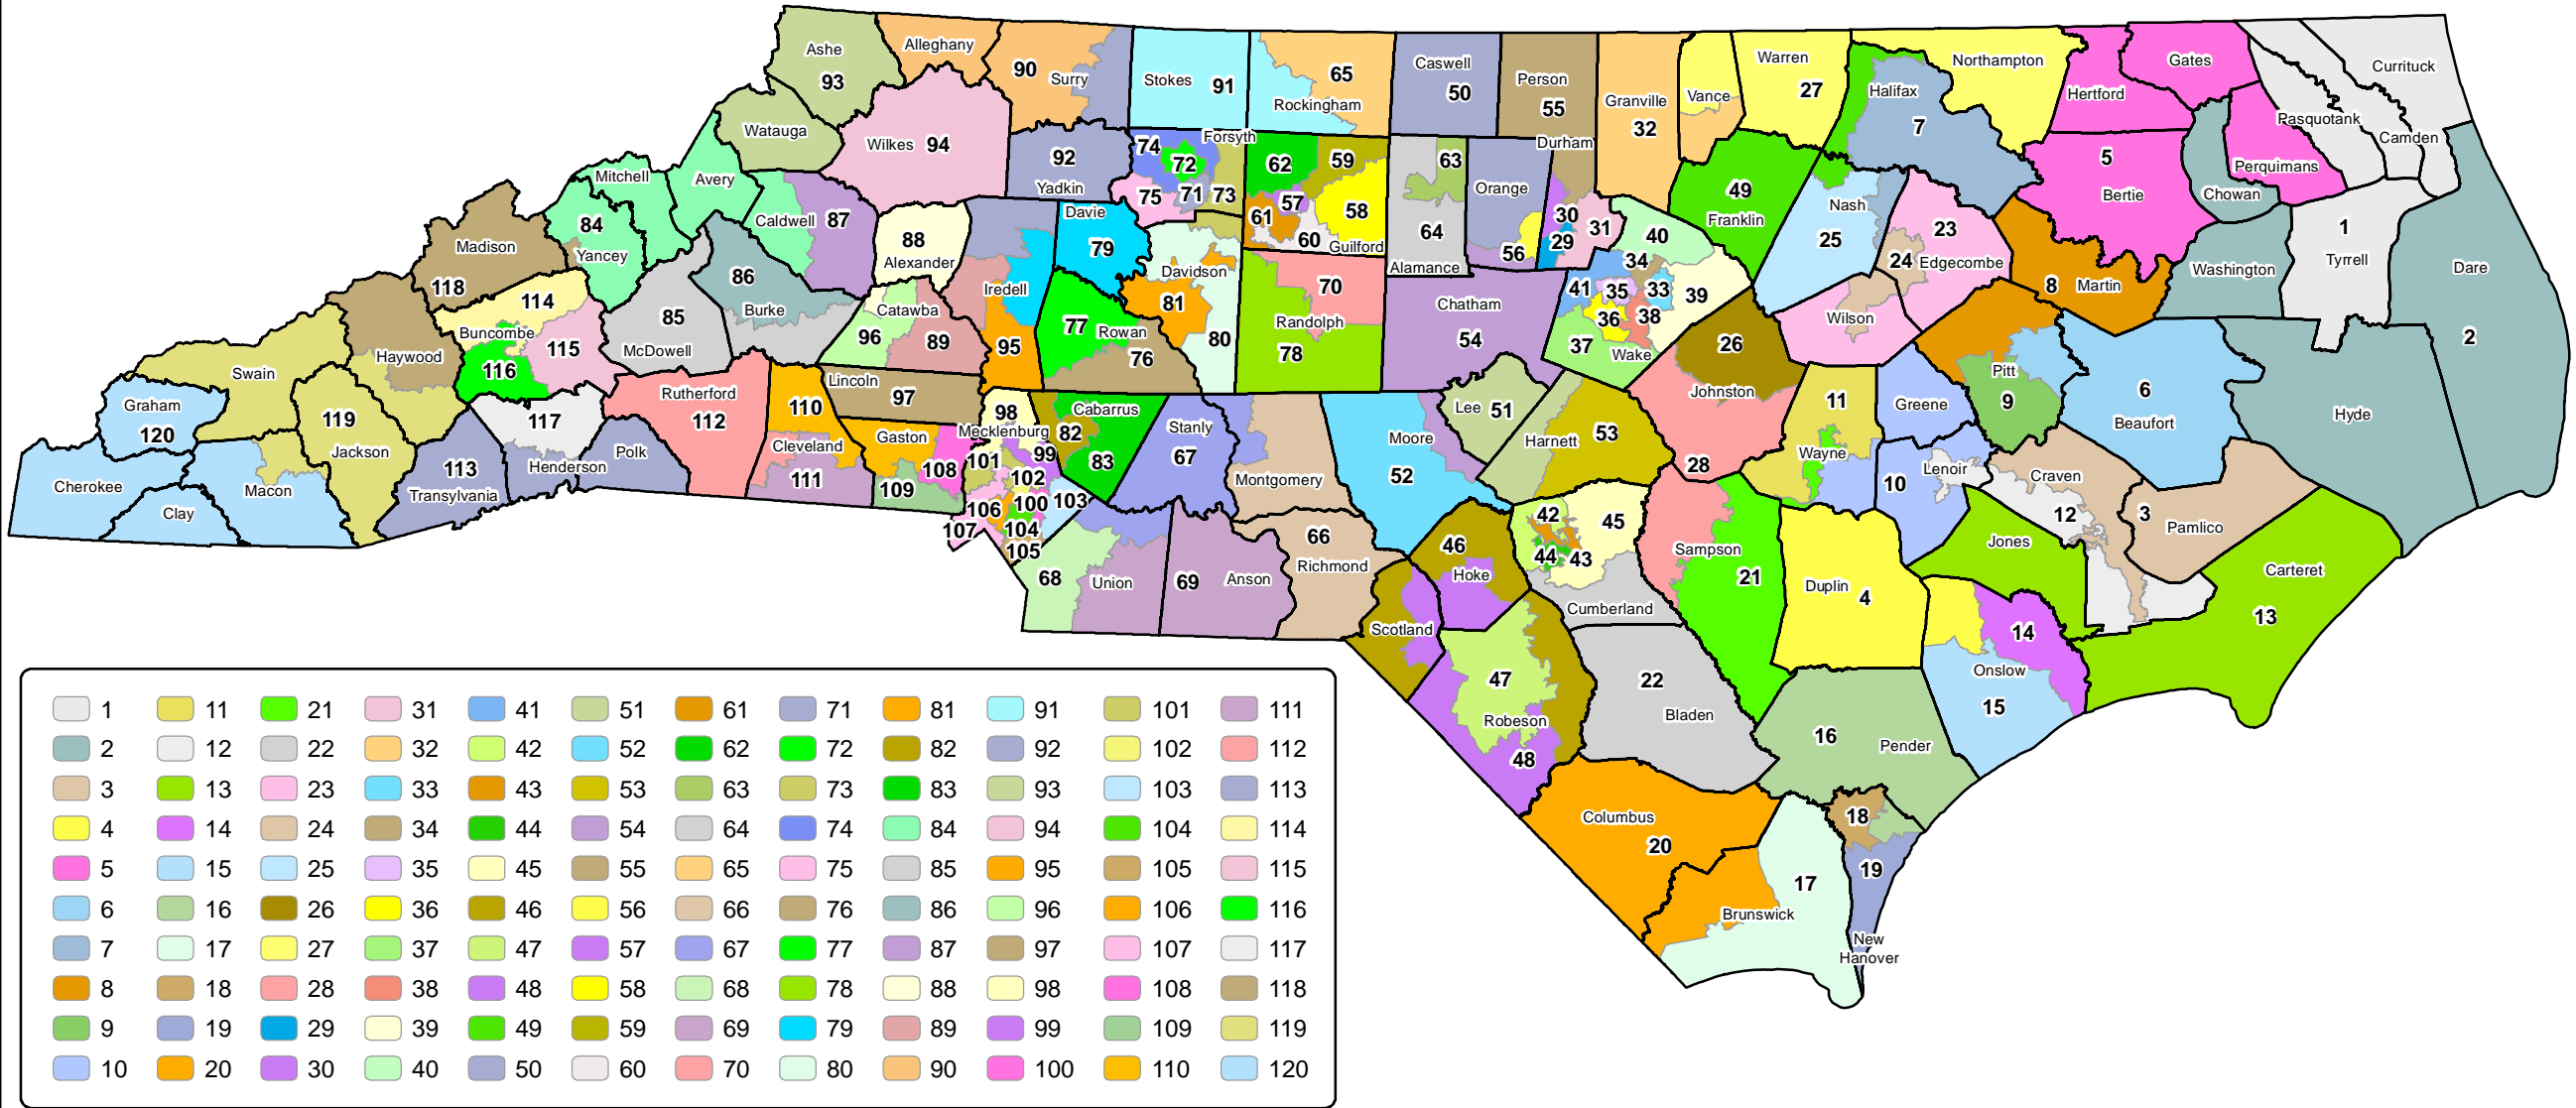 Ashe
93
Alleghany
90
Surry
Stokes
91
65
Rockingham
Caswell
50
Person
55
Granville
32
Vance
Warren
27
Northampton
Halifax
7
Hertford
Gates
Pasquotank
Camden
Currituck
Perquimans
Chowan
5
Bertie
Watauga
Wilkes
94
92
Yadkin
Forsyth
74
72
75
71
73
62
59
57
58
61
60
Guilford
63
64
Alamance
Orange
56
Durham
30
31
29
49
Franklin
Nash
25
23
Edgecombe
24
8
Martin
Washington
1
Tyrrell
Dare
2
Mitchell
Avery
84
Yancey
Caldwell
87
88
Alexander
Davie
79
Iredell
Davidson
81
80
70
Randolph
78
Chatham
54
40
34
41
35
33
39
36
38
37
Wake
26
Johnston
28
Wilson
Madison
118
114
Buncombe
115
116
Haywood
Swain
85
McDowell
86
Burke
Catawba
96
89
95
77
Rowan
76
Graham
120
119
Jackson
117
Henderson
Polk
Rutherford
112
110
Lincoln
97
Cleveland
111
Gaston
108
109
98
Mecklenburg
101
99
102
103
106
100
107
104
105
Cabarrus
82
83
Stanly
67
Montgomery
Moore
52
Lee
51
Harnett
53
11
Wayne
Greene
Pitt
9
6
Beaufort
Hyde
Cherokee
Clay
Macon
113
Transylvania
68
Union
69
Anson
66
Richmond
46
Hoke
Scotland
42
45
44
43
Cumberland
Sampson
21
Duplin
4
10
Lenoir
Craven
12
3
Pamlico
Jones
Carteret
13
14
Onslow
15
47
Robeson
48
22
Bladen
16
Pender
Columbus
20
17
Brunswick
18
19
New
Hanover
1 11 21 31 41 51 61 71 81 91 101 111
2 12 22 32 42 52 62 72 82 92 102 112
3 13 23 33 43 53 63 73 83 93 103 113
4 14 24 34 44 54 64 74 84 94 104 114
5 15 25 35 45 55 65 75 85 95 105 115
6 16 26 36 46 56 66 76 86 96 106 116
7 17 27 37 47 57 67 77 87 97 107 117
8 18 28 38 48 58 68 78 88 98 108 118
9 19 29 39 49 59 69 79 89 99 109 119
10 20 30 40 50 60 70 80 90 100 110 120